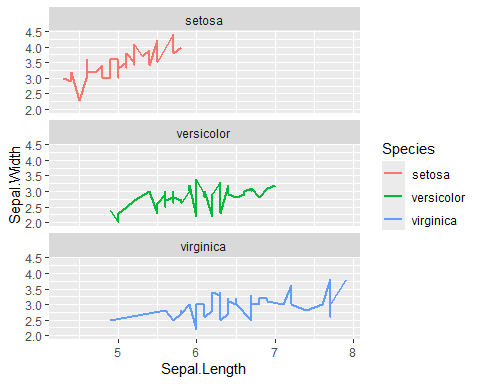 setosa
4.5
4.0
3.5
3.0
2.5
2.0
versicolor
4.5
4.0
3.5
3.0
2.5
2.0
virginica
4.5
4.0
3.5
3.0
2.5
2.0
5
6
7
8
Sepal.Length
Sepal.Width
Species
setosa
versicolor
virginica